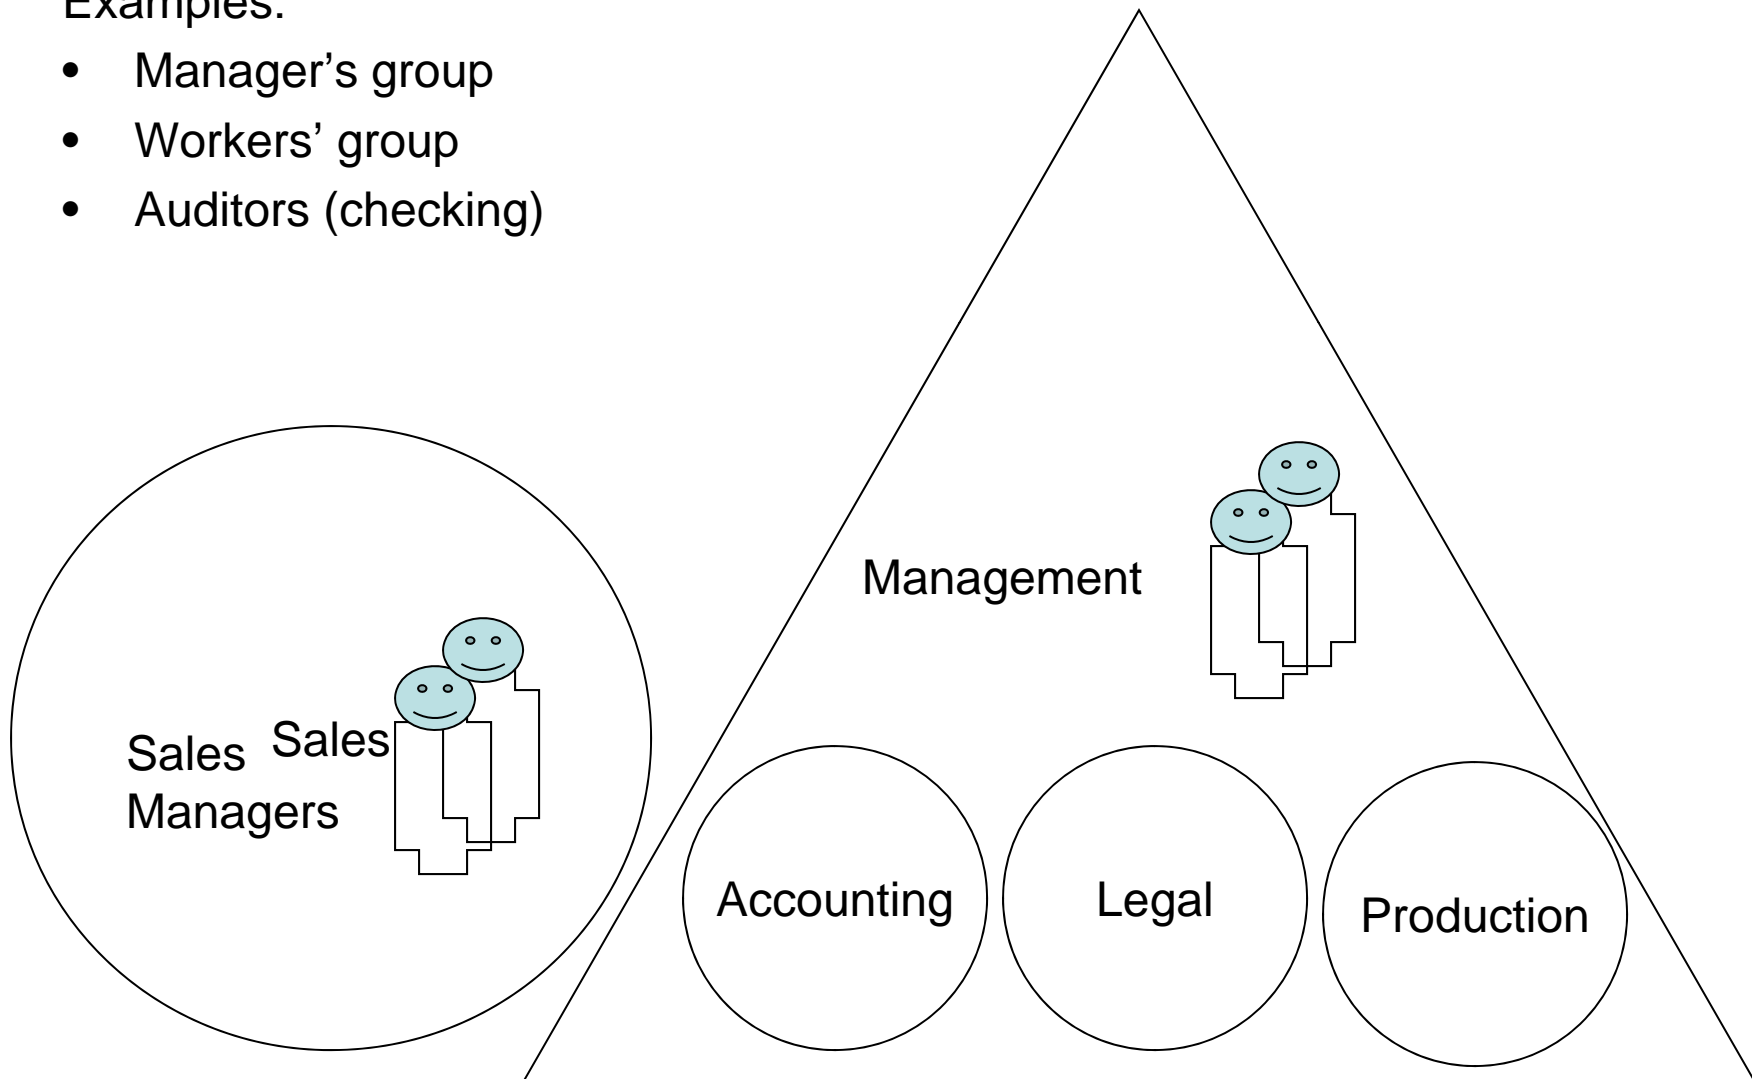 Examples:
• Manager’s group
• Workers’ group
• Auditors (checking)
Management
Sales Sales
Managers
Accounting
Legal
Production